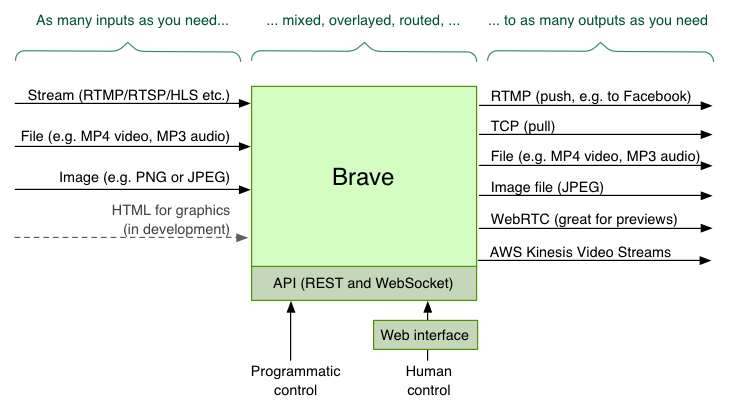 As many inputs as you need...
... mixed, overlayed, routed, ...
... to as many outputs as you need
Stream (RTMP/RTSP/HLS etc.)
File (e.g. MP4 video, MP3 audio)
Image (e.g. PNG or JPEG)
HTML for graphics
(in development)
Brave
API (REST and WebSocket)
RTMP (push, e.g. to Facebook)
TCP (pull)
File (e.g. MP4 video, MP3 audio)
Image file (JPEG)
WebRTC (great for previews)
AWS Kinesis Video Streams
Web interface
Programmatic
control
Human
control